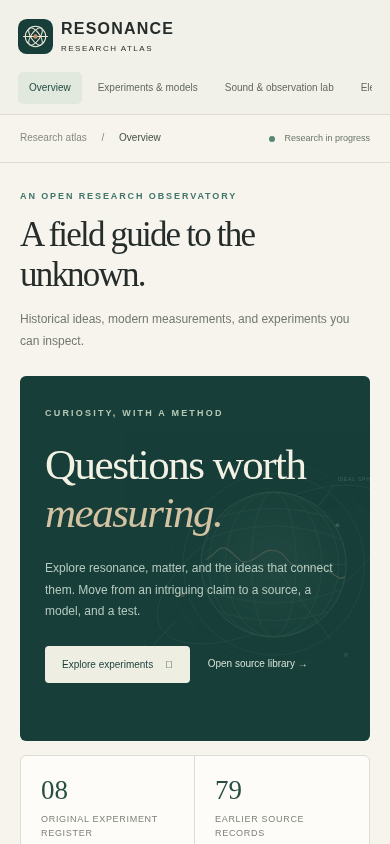 RESONANCE
RESEARCH ATLAS
Overview Experiments & models Sound & observation lab Ele
Research atlas / Overview Research in progress
AN OPEN RESEARCH OBSERVATORY
A field guide to the
unknown.
Historical ideas, modern measurements, and experiments you
can inspect.
CURIOSITY, WITH A METHOD
Questions worth
measuring.
Explore resonance, matter, and the ideas that connect
them. Move from an intriguing claim to a source, a
model, and a test.
Explore experiments Open source library →
08 79
ORIGINAL EXPERIMENT EARLIER SOURCE
REGISTER RECORDS